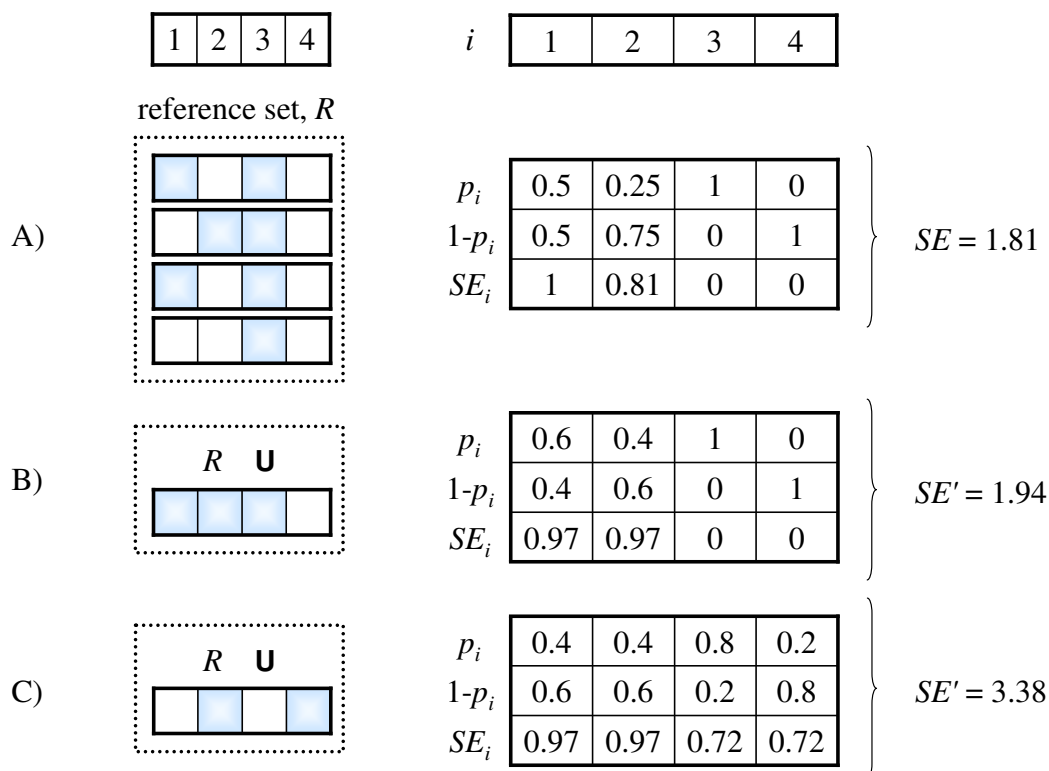 1 2 3 4
i 1 2 3 4
reference set, R
A)
p_i 0.5 0.25 1 0
1-p_i 0.5 0.75 0 1
SE_i 1 0.81 0 0
SE = 1.81
B)
R U
p_i 0.6 0.4 1 0
1-p_i 0.4 0.6 0 1
SE_i 0.97 0.97 0 0
SE' = 1.94
C)
R U
p_i 0.4 0.4 0.8 0.2
1-p_i 0.6 0.6 0.2 0.8
SE_i 0.97 0.97 0.72 0.72
SE' = 3.38